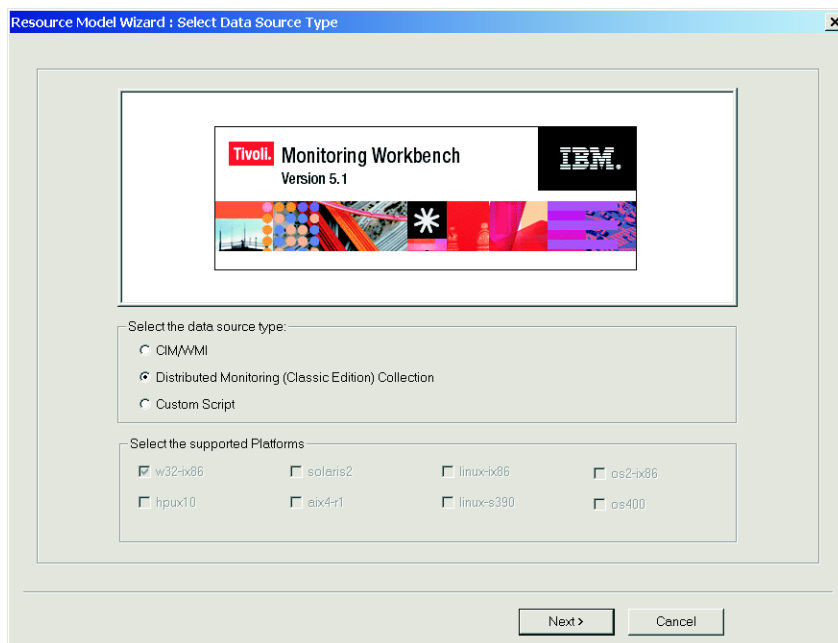 Resource Model Wizard : Select Data Source Type
Tivoli. Monitoring Workbench
Version 5.1
IBM.
Select the data source type:
CIM/WMI
Distributed Monitoring (Classic Edition) Collection
Custom Script
Select the supported Platforms
w32-ix86 solaris2 linux-ix86 os2-ix86
hpux10 aix4-r1 linux-s390 os400
Next > Cancel